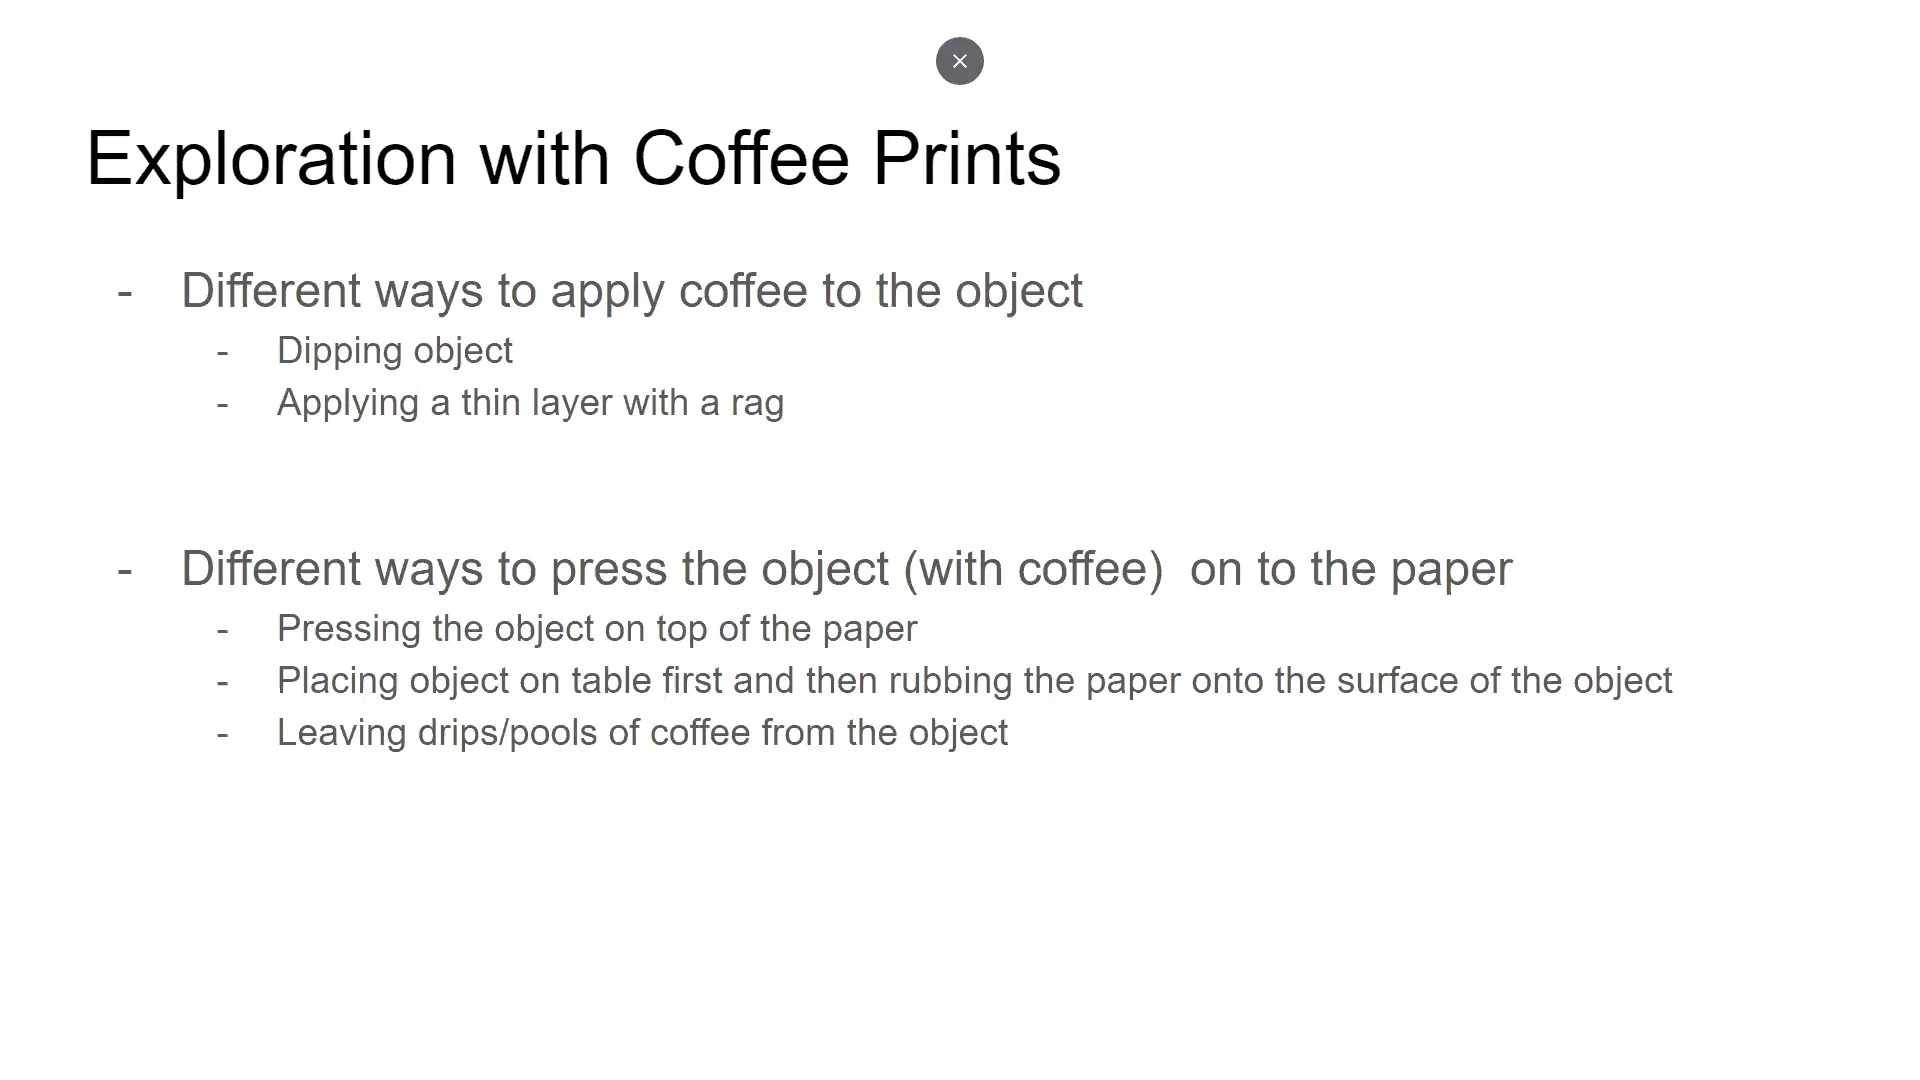 Exploration with Coffee Prints
- Different ways to apply coffee to the object
- Dipping object
- Applying a thin layer with a rag
- Different ways to press the object (with coffee)  on to the paper
- Pressing the object on top of the paper
- Placing object on table first and then rubbing the paper onto the surface of the object
- Leaving drips/pools of coffee from the object